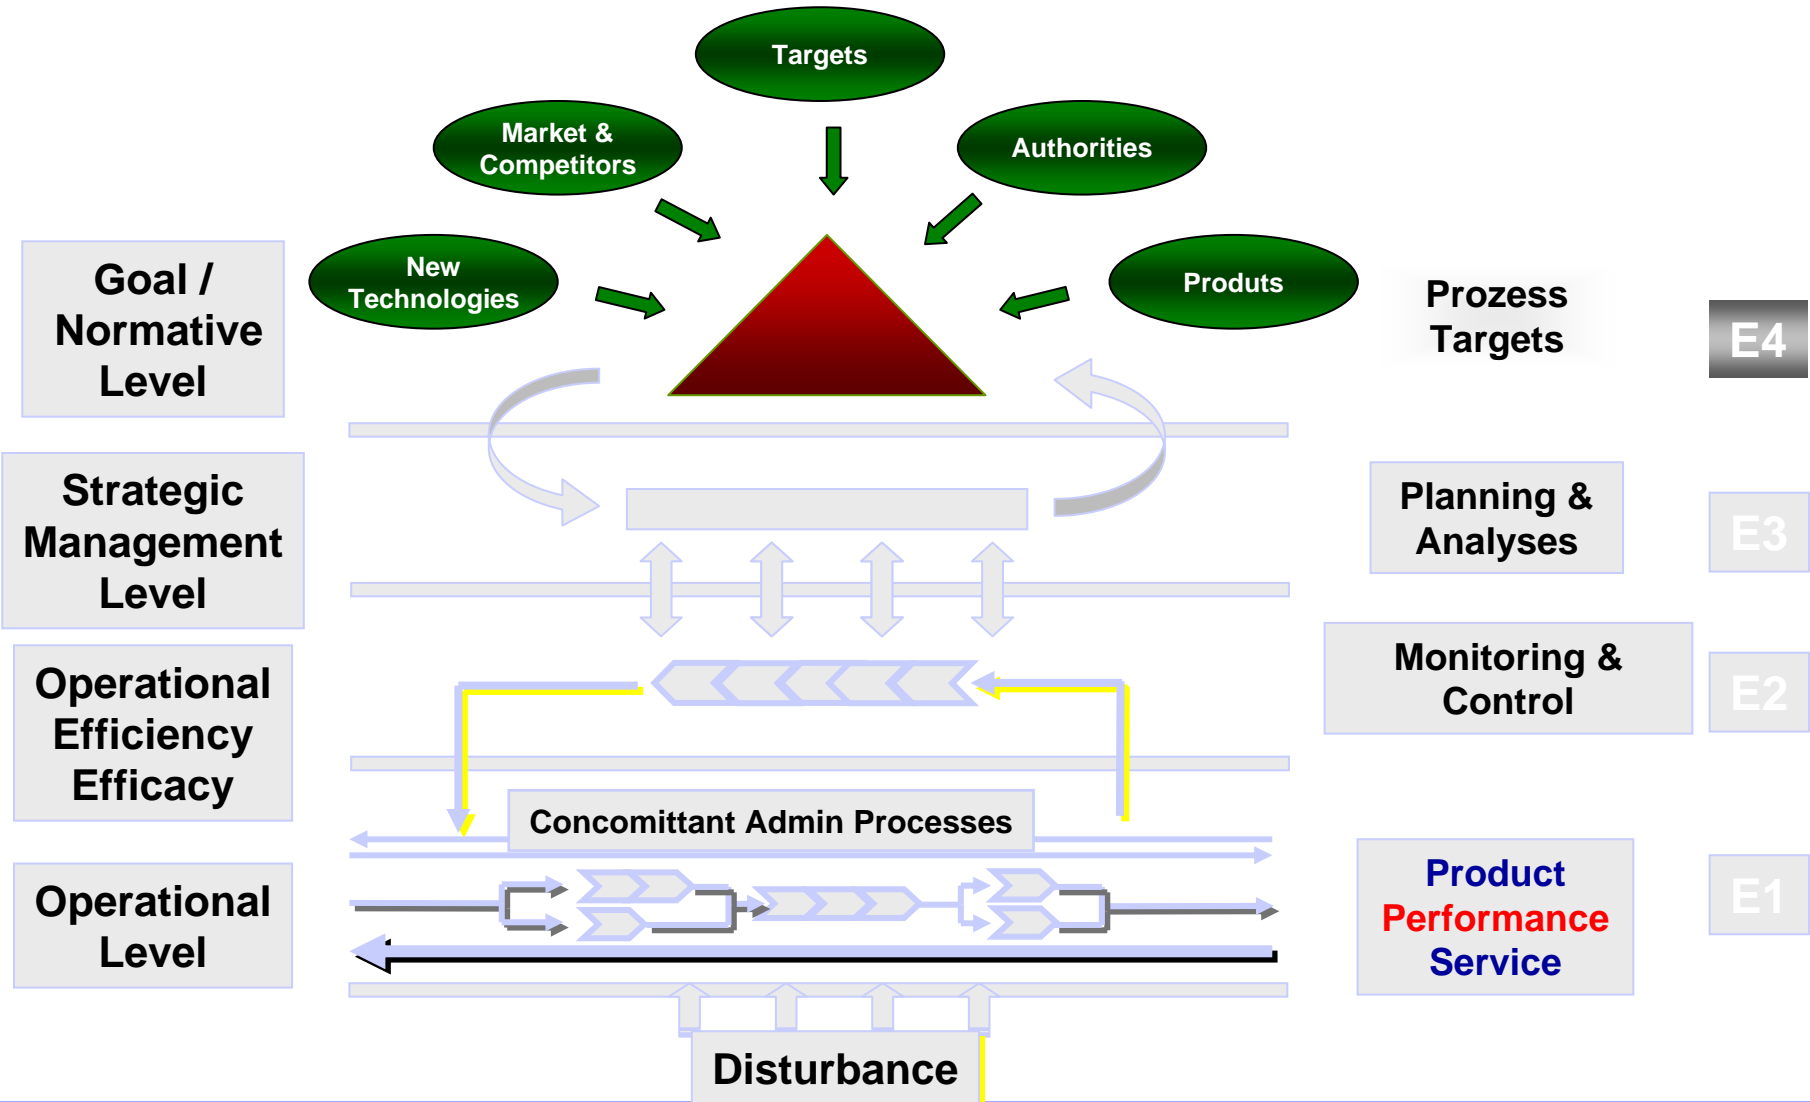 Targets
Market &
Competitors
Authorities
New
Technologies
Produts
Goal /
Normative
Level
Prozess
Targets
E4
Strategic
Management
Level
Planning &
Analyses
E3
Operational
Efficiency
Efficacy
Monitoring &
Control
E2
Concomittant Admin Processes
Operational
Level
Product
Performance
Service
E1
Disturbance